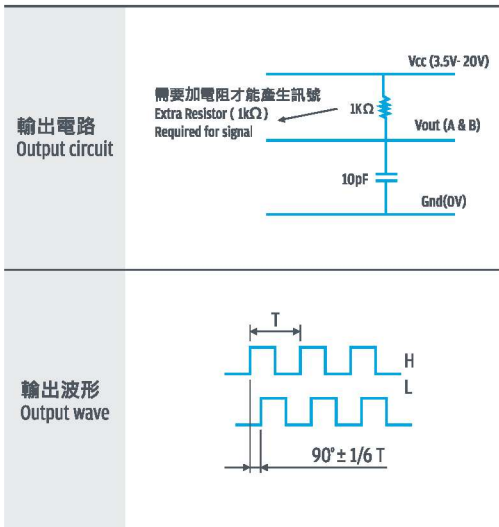 輸出電路
Output circuit
Vcc (3.5V- 20V)
需要加電阻才能產生訊號
Extra Resistor ( 1kΩ )
Required for signal
1KΩ
Vout (A & B)
10pF
Gnd(0V)
輸出波形
Output wave
T
H
L
90°± 1/6 T